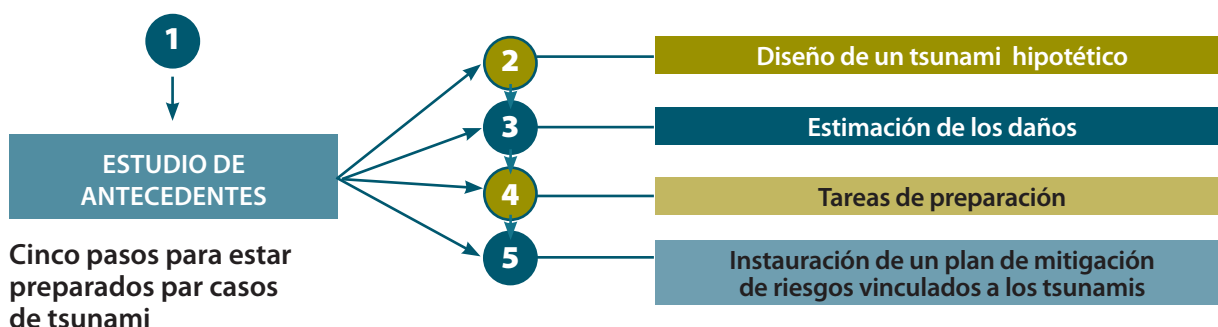 1
ESTUDIO DE
ANTECEDENTES
Cinco pasos para estar
preparados par casos
de tsunami
2
Diseño de un tsunami hipotético
3
Estimación de los daños
4
Tareas de preparación
5
Instauración de un plan de mitigación
de riesgos vinculados a los tsunamis